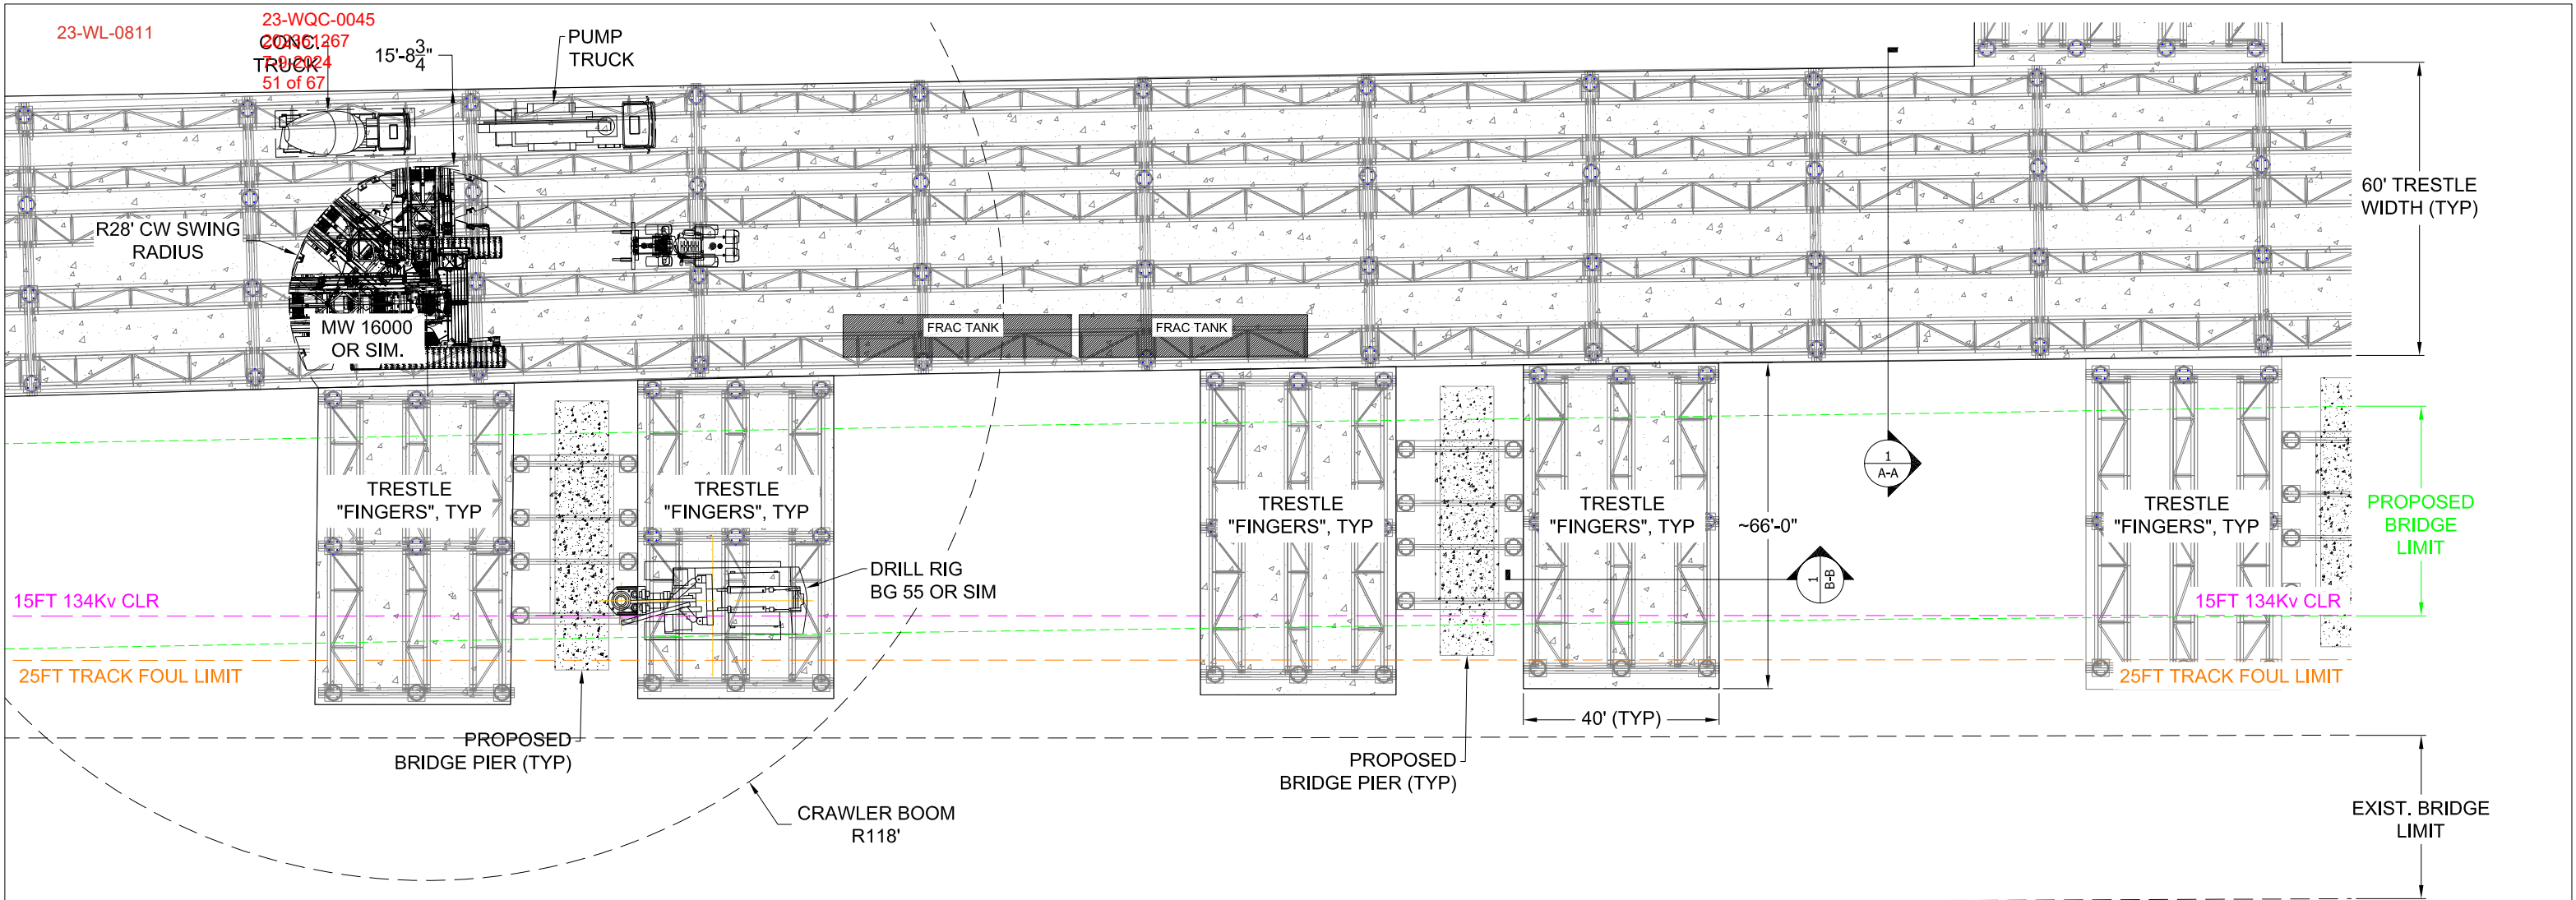 23-WL-0811
23-WQC-0045
202361267
7-9-2024
51 of 67
CONC.
TRUCK
15'-8 3/4"
PUMP
TRUCK
60' TRESTLE
WIDTH (TYP)
R28' CW SWING
RADIUS
MW 16000
OR SIM.
FRAC TANK
FRAC TANK
1
A-A
TRESTLE
"FINGERS", TYP
TRESTLE
"FINGERS", TYP
TRESTLE
"FINGERS", TYP
TRESTLE
"FINGERS", TYP
TRESTLE
"FINGERS", TYP
~66'-0"
PROPOSED
BRIDGE
LIMIT
1
B-B
DRILL RIG
BG 55 OR SIM
15FT 134Kv CLR
15FT 134Kv CLR
25FT TRACK FOUL LIMIT
25FT TRACK FOUL LIMIT
40' (TYP)
PROPOSED
BRIDGE PIER (TYP)
PROPOSED
BRIDGE PIER (TYP)
CRAWLER BOOM
R118'
EXIST. BRIDGE
LIMIT